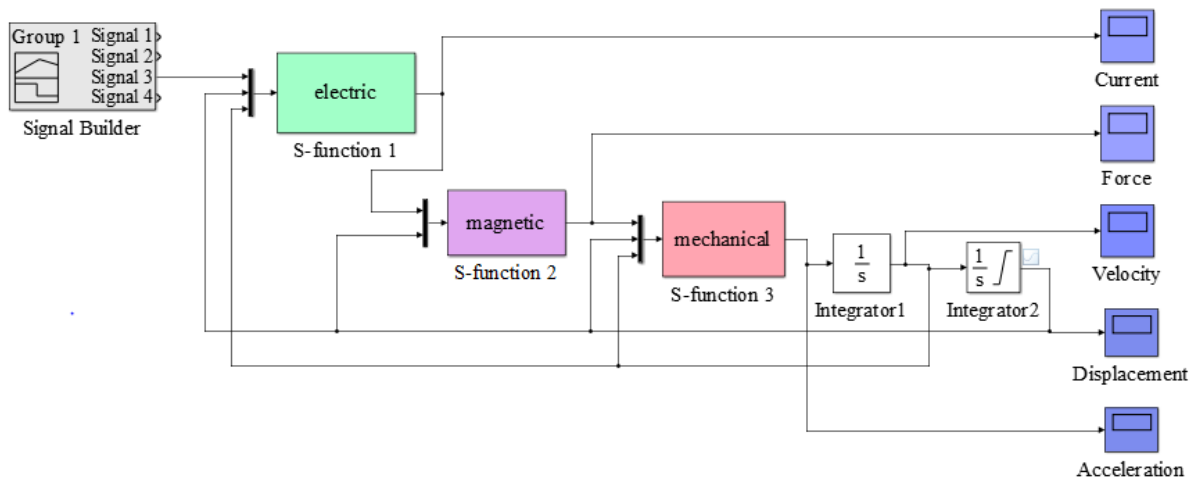 Group 1
Signal 1
Signal 2
Signal 3
Signal 4
Signal Builder
electric
S-function 1
magnetic
S-function 2
mechanical
S-function 3
1
s
Integrator1
1
s
Integrator2
Current
Force
Velocity
Displacement
Acceleration